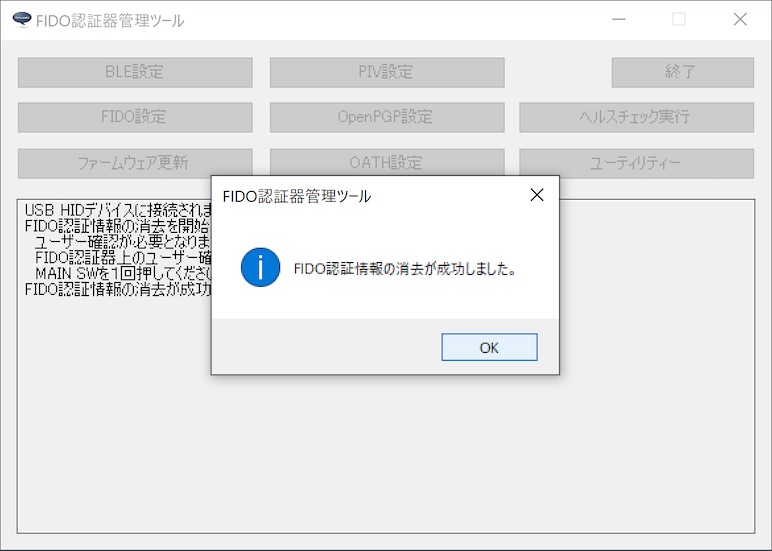 FIDO認証器管理ツール
BLE設定
PIV設定
終了
FIDO設定
OpenPGP設定
ヘルスチェック実行
ファームウェア更新
OATH設定
ユーティリティー
USB HIDデバイスに接続されま
FIDO認証情報の消去を開始
ユーザー確認が必要となりま
FIDO認証器上のユーザー確
MAIN SWを1回押してくださ
FIDO認証情報の消去が成功
FIDO認証器管理ツール
FIDO認証情報の消去が成功しました。
OK